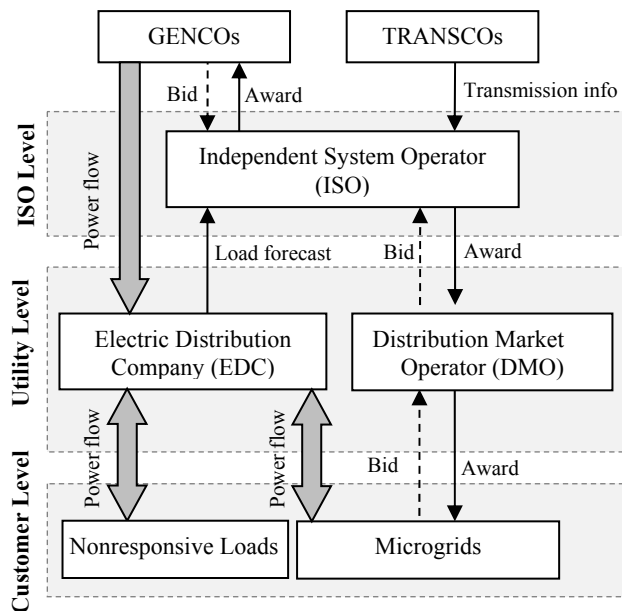 GENCOs
TRANSCOs
Bid
Award
Transmission info
ISO Level
Power flow
Independent System Operator
(ISO)
Load forecast
Bid
Award
Utility Level
Electric Distribution
Company (EDC)
Distribution Market
Operator (DMO)
Power flow
Power flow
Bid
Award
Customer Level
Nonresponsive Loads
Microgrids